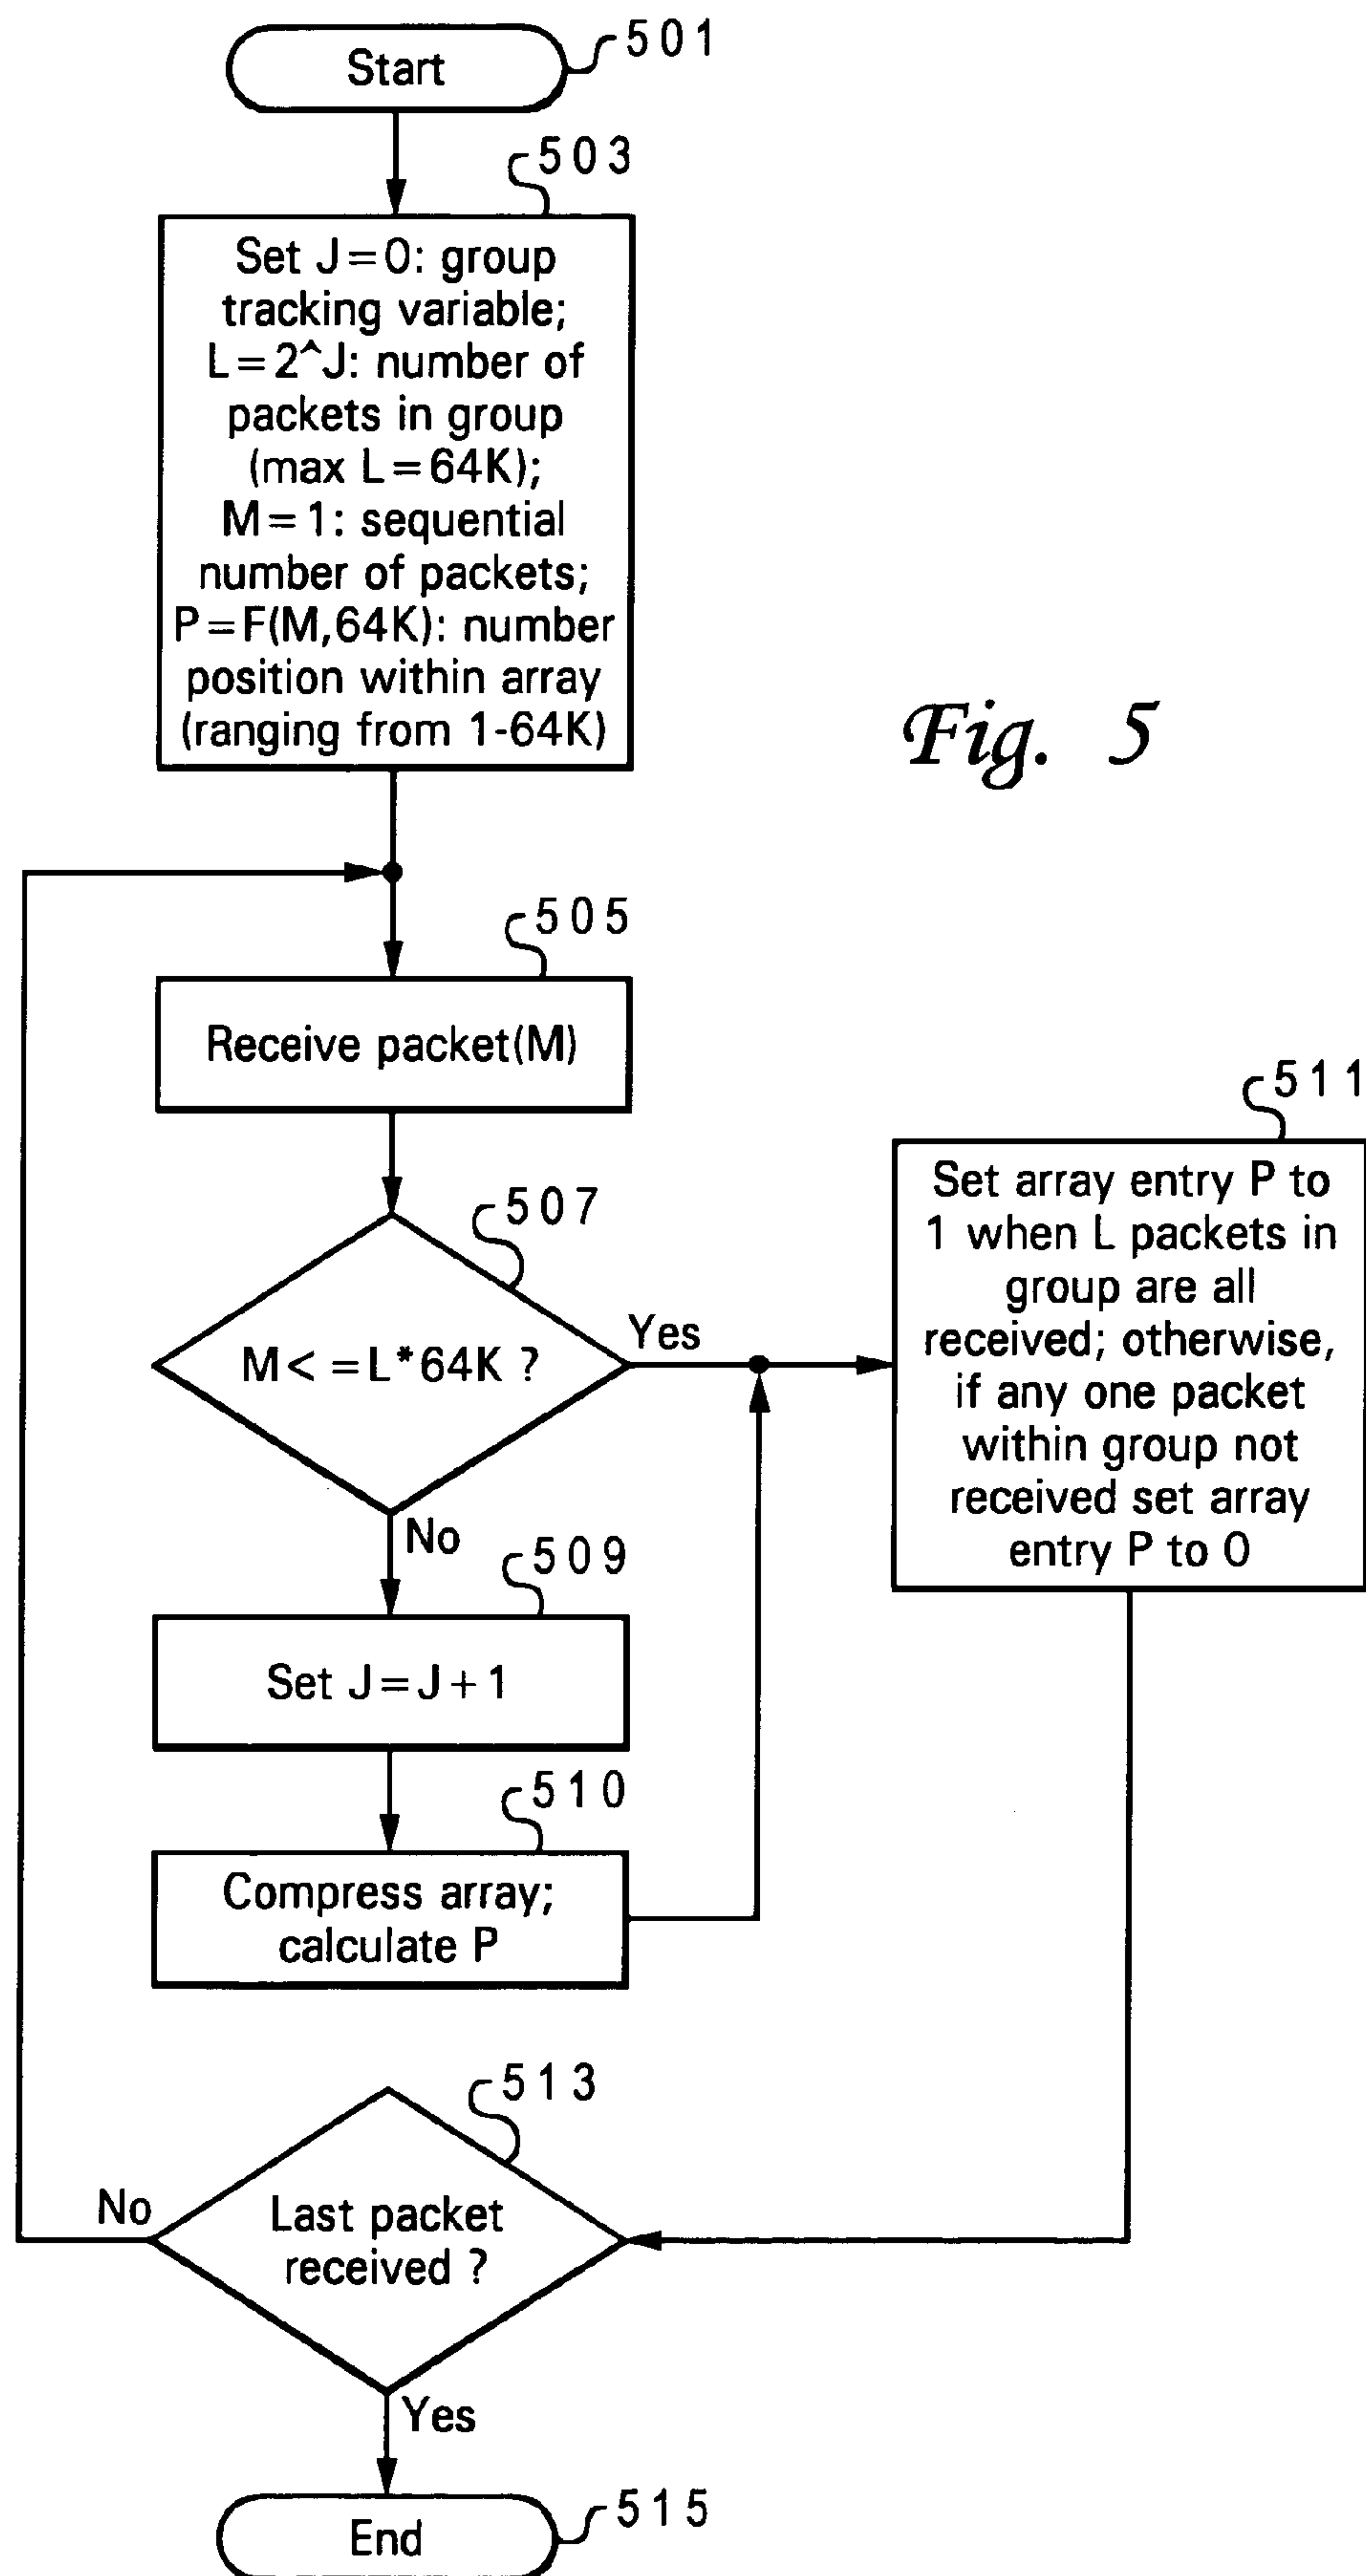 Start
501
503
Set J=0: group
tracking variable;
L=2^J: number of
packets in group
(max L=64K);
M=1: sequential
number of packets;
P=F(M,64K): number
position within array
(ranging from 1-64K)
Fig. 5
505
Receive packet(M)
507
M<=L*64K ?
Yes
No
511
Set array entry P to
1 when L packets in
group are all
received; otherwise,
if any one packet
within group not
received set array
entry P to 0
509
Set J=J+1
510
Compress array;
calculate P
513
Last packet
received ?
No
Yes
End
515